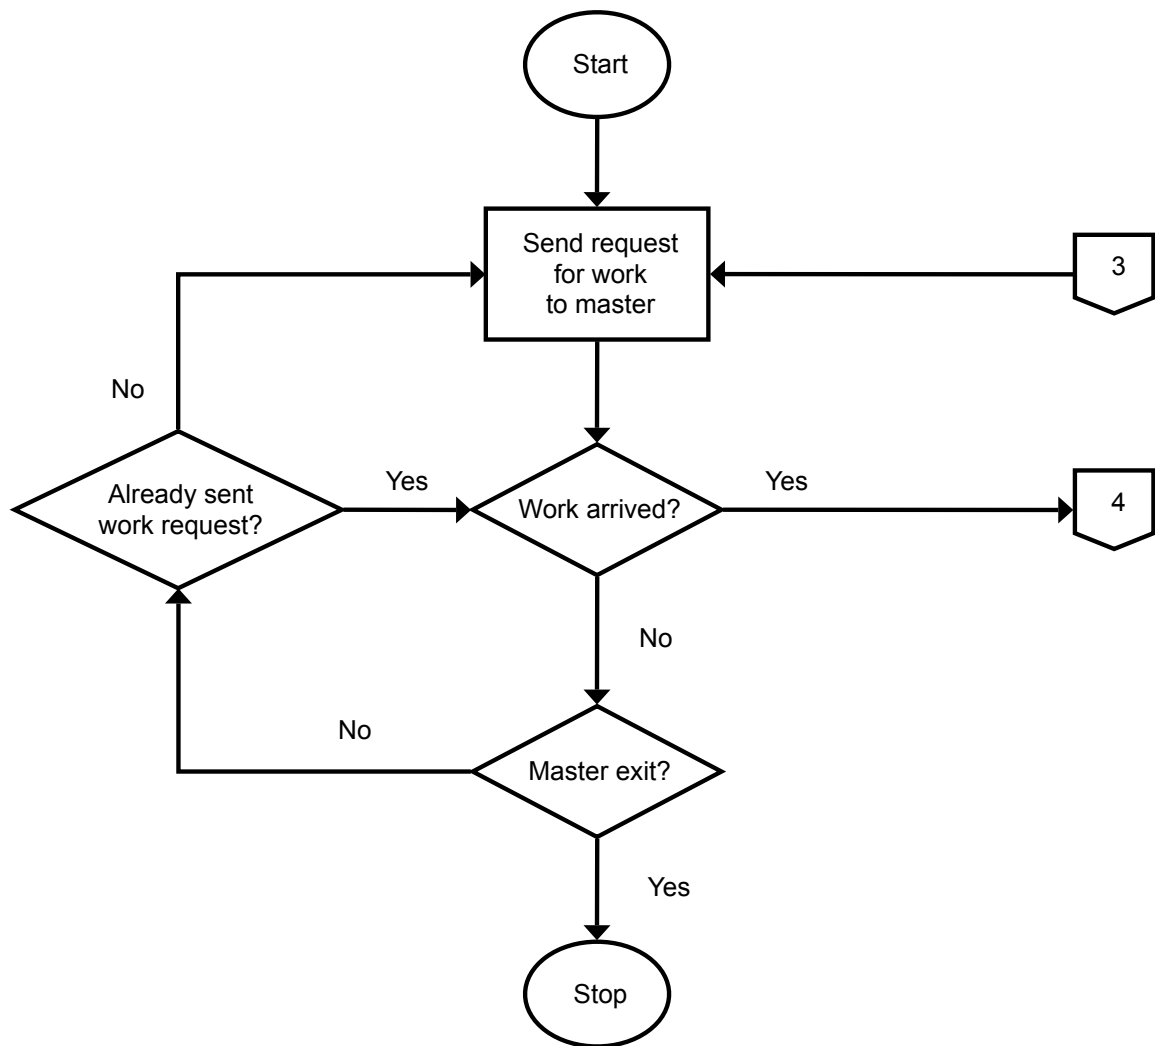 Start
Send request
for work
to master
3
No
Already sent
work request?
Yes
Work arrived?
Yes
4
No
No
Master exit?
Yes
Stop